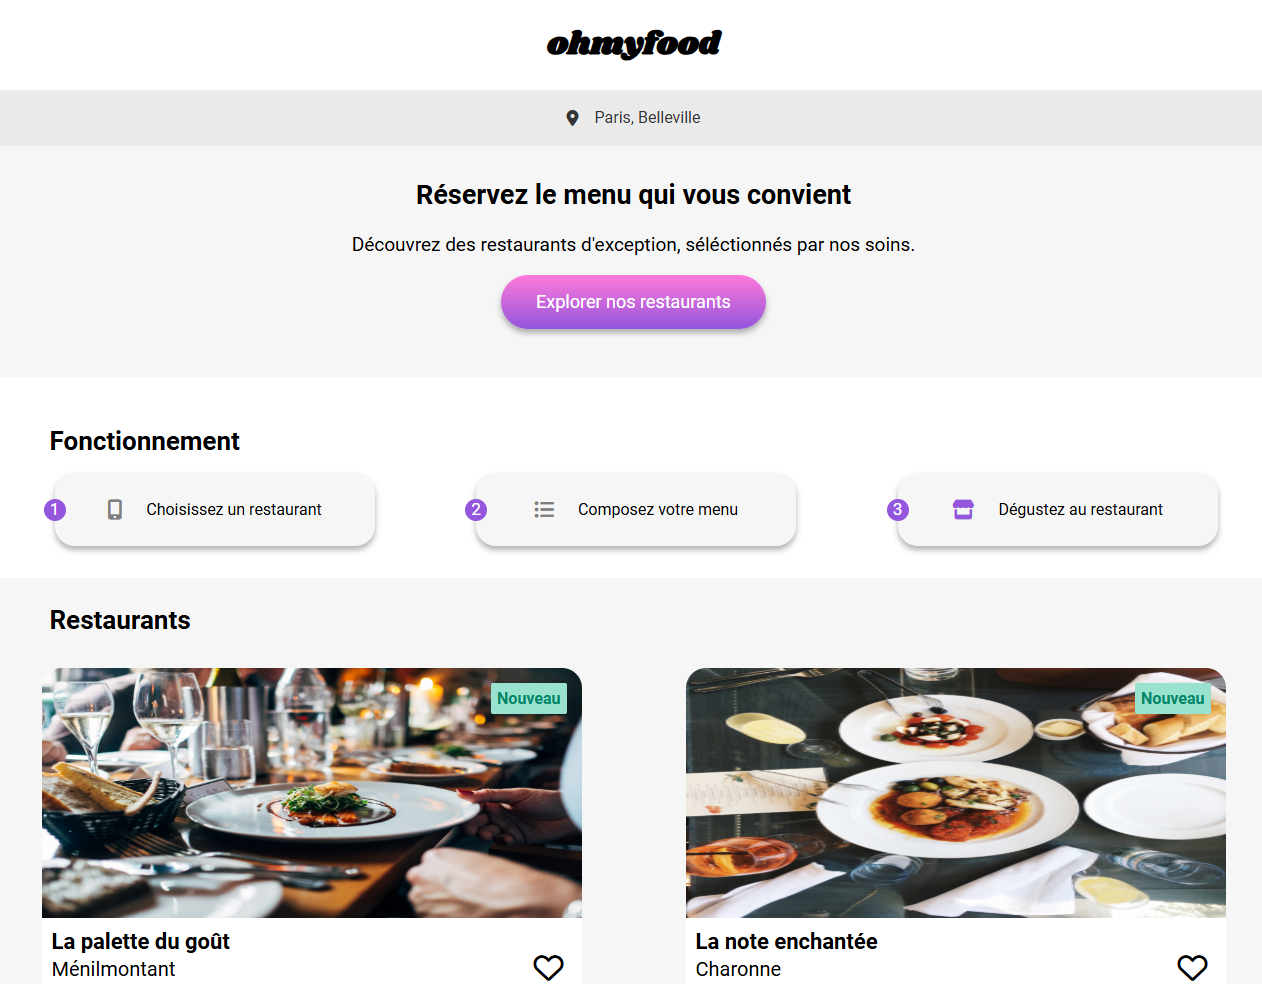 ohmyfood
Paris, Belleville
Réservez le menu qui vous convient
Découvrez des restaurants d'exception, séléctionnés par nos soins.
Explorer nos restaurants
Fonctionnement
1 Choisissez un restaurant
2 Composez votre menu
3 Dégustez au restaurant
Restaurants
Nouveau
Nouveau
La palette du goût
Ménilmontant
La note enchantée
Charonne